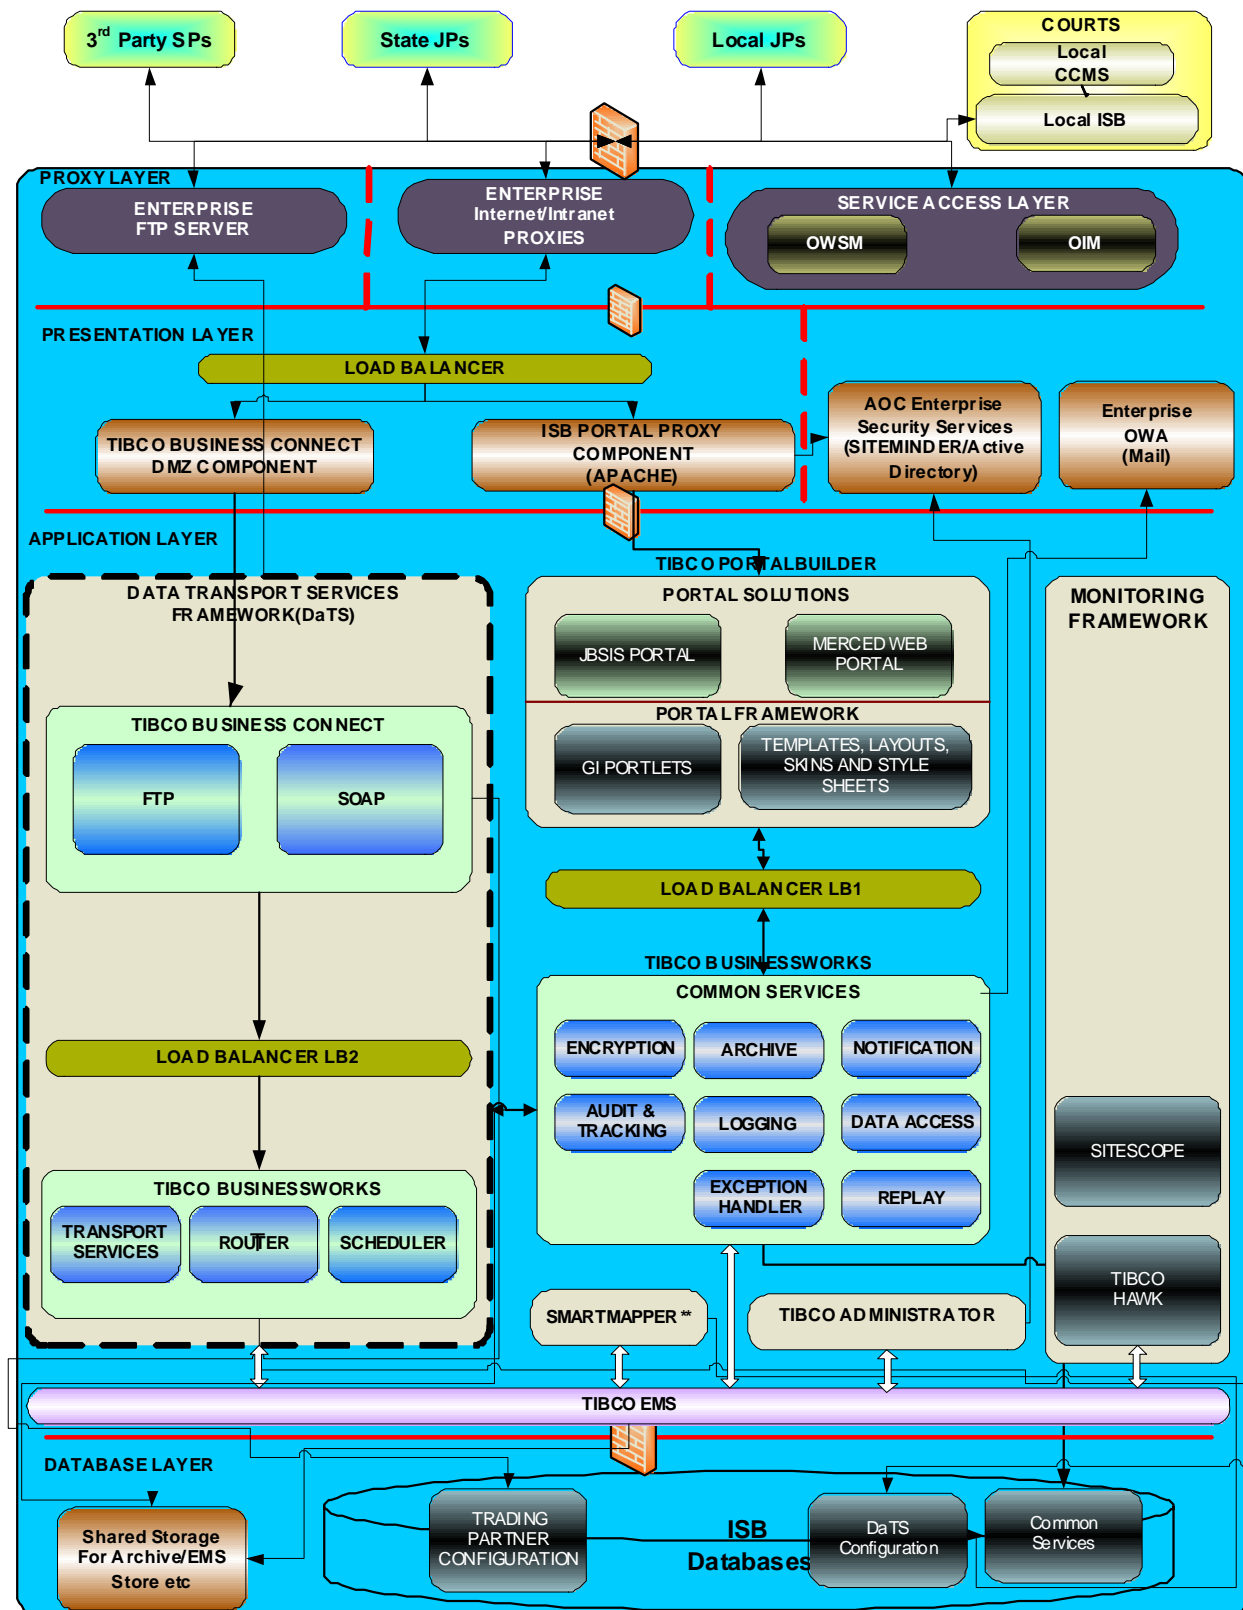 3rd Party SPs
State JPs
Local JPs
COURTS
Local
CCMS
Local ISB
PROXY LAYER
ENTERPRISE
FTP SERVER
ENTERPRISE
Internet/Intranet
PROXIES
SERVICE ACCESS LAYER
OWSM
OIM
PRESENTATION LAYER
LOAD BALANCER
TIBCO BUSINESS CONNECT
DMZ COMPONENT
ISB PORTAL PROXY
COMPONENT
(APACHE)
AOC Enterprise
Security Services
(SITEMINDER/Active
Directory)
Enterprise
OWA
(Mail)
APPLICATION LAYER
TIBCO PORTALBUILDER
DATA TRANSPORT SERVICES
FRAMEWORK(DaTS)
PORTAL SOLUTIONS
JBSIS PORTAL
MERCED WEB
PORTAL
MONITORING
FRAMEWORK
PORTAL FRAMEWORK
GI PORTLETS
TEMPLATES, LAYOUTS,
SKINS AND STYLE
SHEETS
TIBCO BUSINESS CONNECT
FTP
SOAP
LOAD BALANCER LB1
TIBCO BUSINESSWORKS
COMMON SERVICES
ENCRYPTION
ARCHIVE
NOTIFICATION
AUDIT &
TRACKING
LOGGING
DATA ACCESS
EXCEPTION
HANDLER
REPLAY
LOAD BALANCER LB2
TIBCO BUSINESSWORKS
TRANSPORT
SERVICES
ROUTER
SCHEDULER
SITESCOPE
TIBCO
HAWK
SMARTMAPPER **
TIBCO ADMINISTRATOR
TIBCO EMS
DATABASE LAYER
Shared Storage
For Archive/EMS
Store etc
TRADING
PARTNER
CONFIGURATION
ISB
Databases
DaTS
Configuration
Common
Services